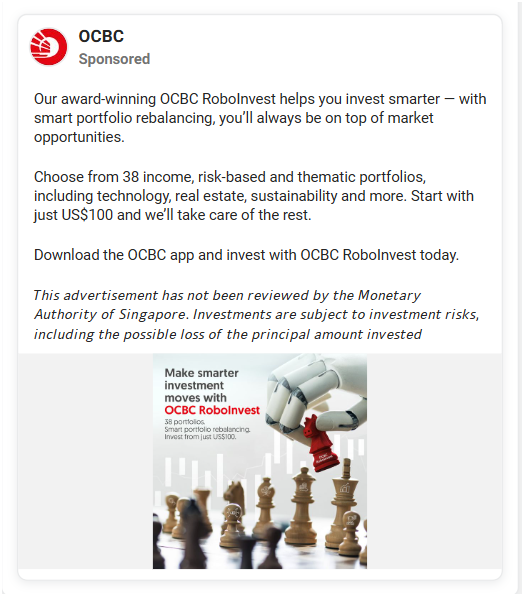 OCBC
Sponsored
Our award-winning OCBC RoboInvest helps you invest smarter — with
smart portfolio rebalancing, you’ll always be on top of market
opportunities.
Choose from 38 income, risk-based and thematic portfolios,
including technology, real estate, sustainability and more. Start with
just US$100 and we’ll take care of the rest.
Download the OCBC app and invest with OCBC RoboInvest today.
This advertisement has not been reviewed by the Monetary
Authority of Singapore. Investments are subject to investment risks,
including the possible loss of the principal amount invested
Make smarter
investment
moves with
OCBC RoboInvest
38 portfolios.
Smart portfolio rebalancing.
Invest from just US$100.